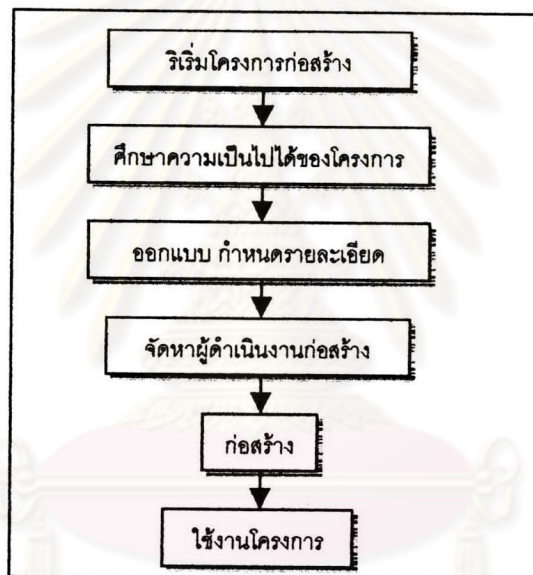 ริเริ่มโครงการก่อสร้าง
ศึกษาความเป็นไปได้ของโครงการ
ออกแบบ กำหนดรายละเอียด
จัดหาผู้ดำเนินงานก่อสร้าง
ก่อสร้าง
ใช้งานโครงการ